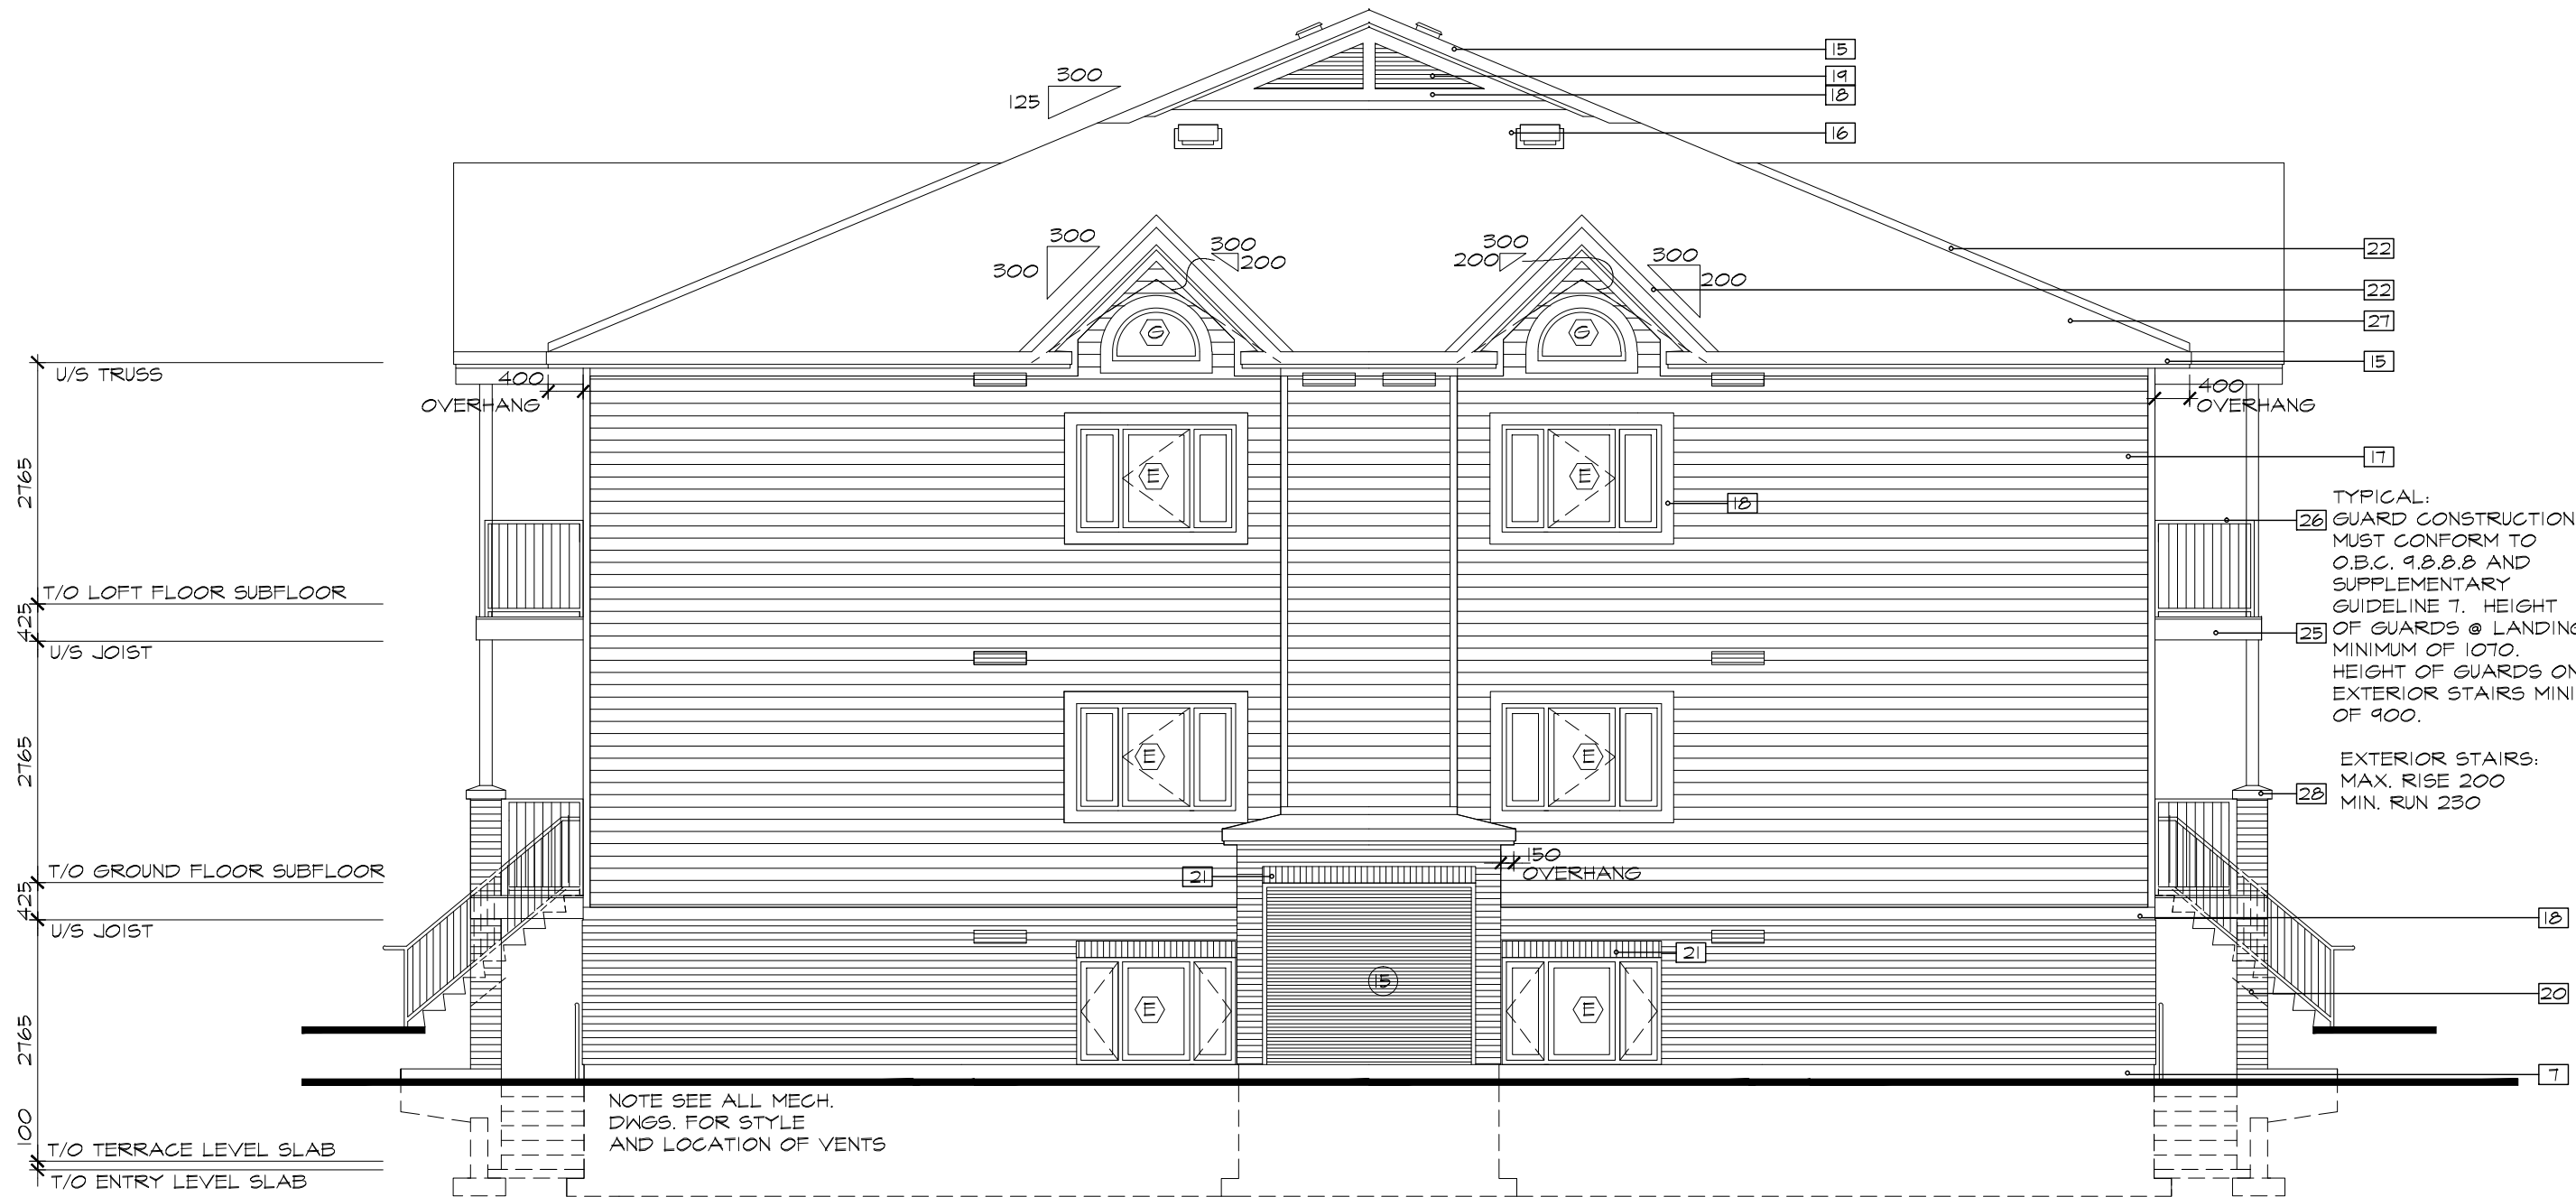 15
19
18
16
300
125
300
300
300
200
300
200
300
200
22
22
27
15
G
G
U/S TRUSS
400
OVERHANG
400
OVERHANG
17
E
E
18
2765
TYPICAL:
26 GUARD CONSTRUCTION
MUST CONFORM TO
O.B.C. 9.8.8.8 AND
SUPPLEMENTARY
GUIDELINE 7. HEIGHT
25 OF GUARDS @ LANDING
MINIMUM OF 1070.
HEIGHT OF GUARDS ON
EXTERIOR STAIRS MINI
OF 900.
T/O LOFT FLOOR SUBFLOOR
425
U/S JOIST
2765
E
E
EXTERIOR STAIRS:
MAX. RISE 200
28 MIN. RUN 230
T/O GROUND FLOOR SUBFLOOR
425
U/S JOIST
21
150
OVERHANG
18
21
15
E
E
20
2765
7
NOTE SEE ALL MECH.
DWGS. FOR STYLE
AND LOCATION OF VENTS
100
T/O TERRACE LEVEL SLAB
T/O ENTRY LEVEL SLAB